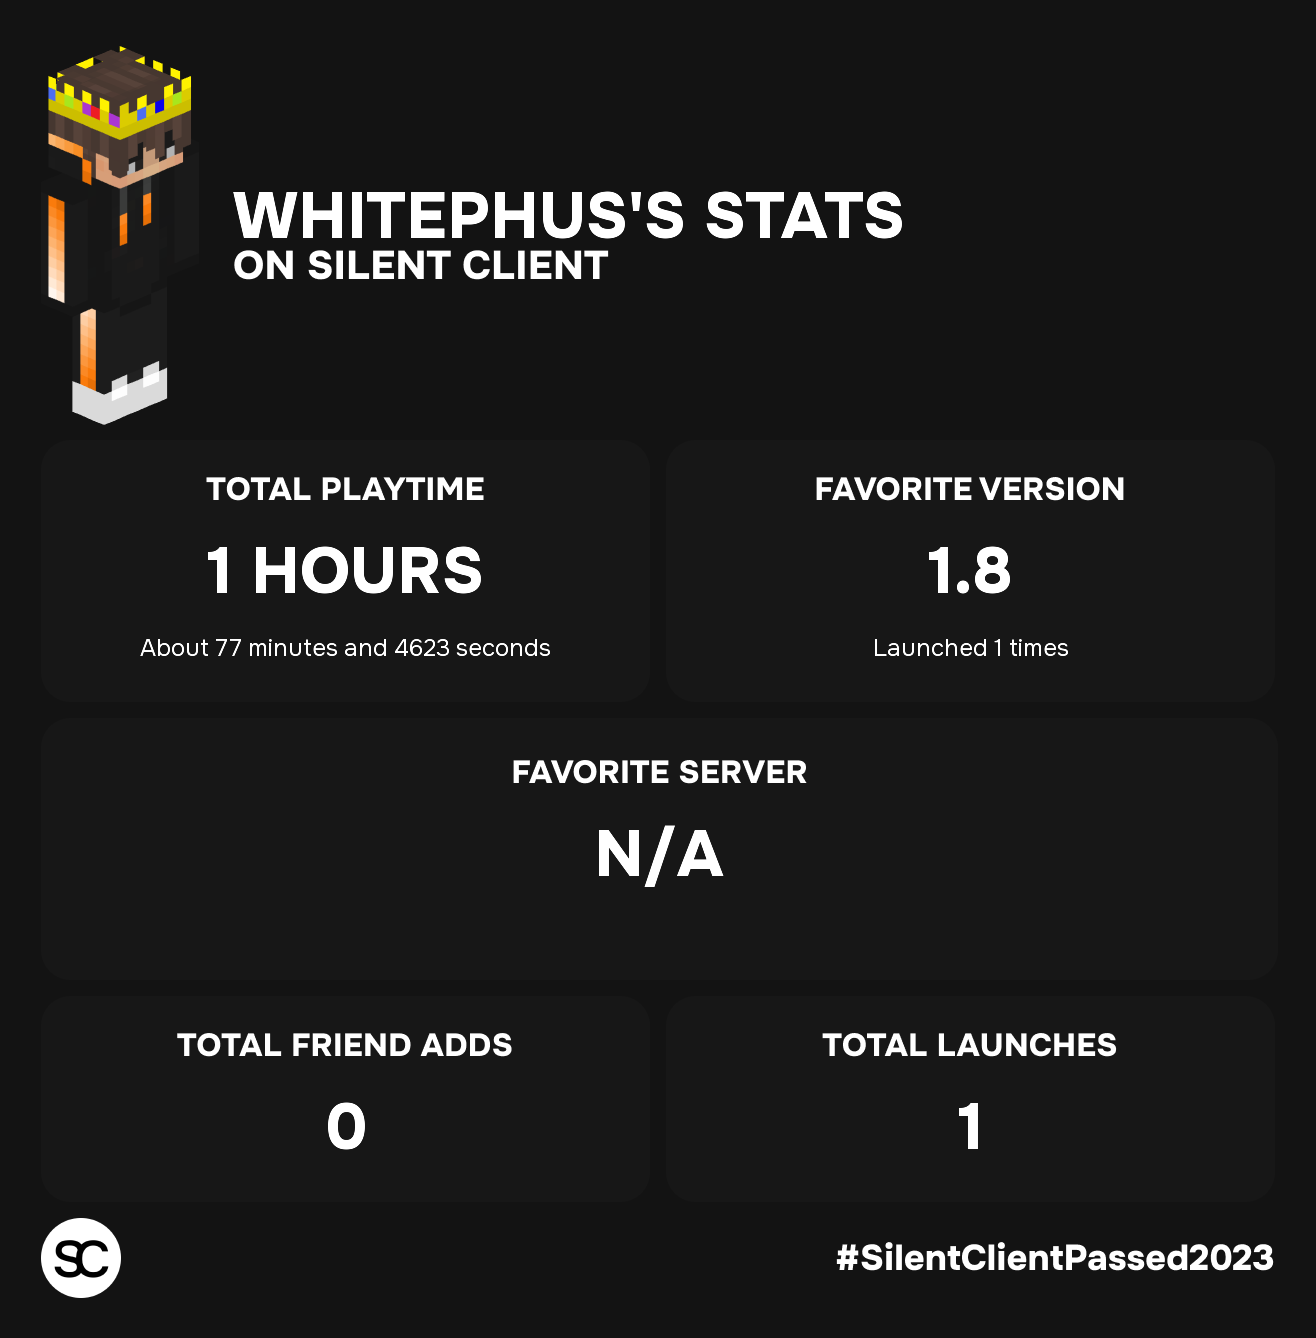 WHITEPHUS'S STATS
ON SILENT CLIENT
TOTAL PLAYTIME
1 HOURS
About 77 minutes and 4623 seconds
FAVORITE VERSION
1.8
Launched 1 times
FAVORITE SERVER
N/A
TOTAL FRIEND ADDS
0
TOTAL LAUNCHES
1
SC
#SilentClientPassed2023